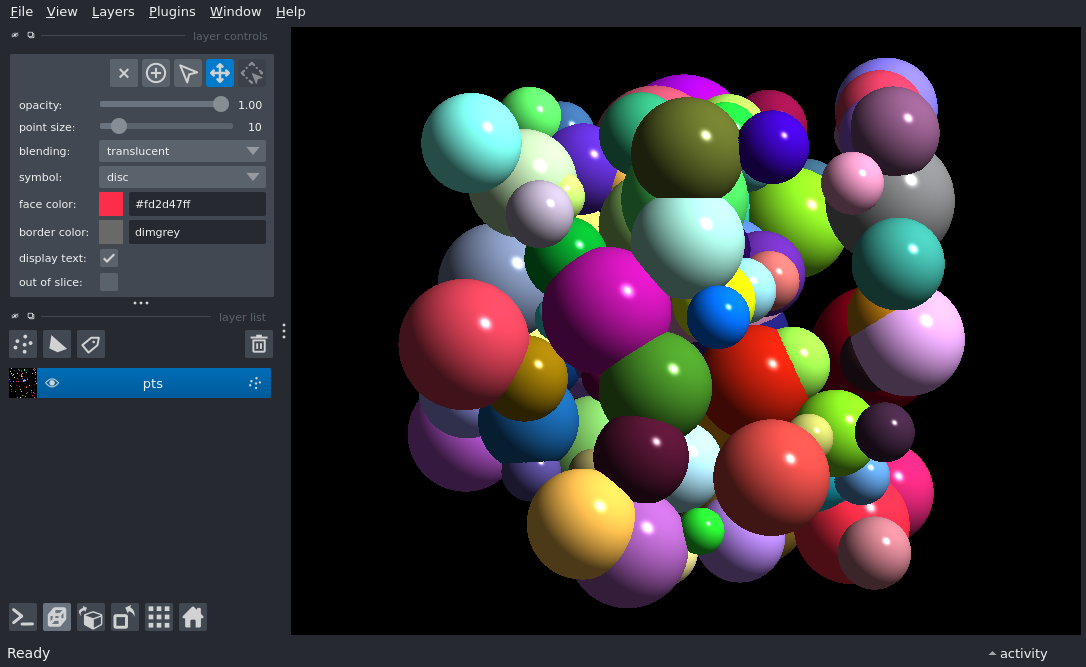 File View Layers Plugins Window Help
layer controls
opacity: 1.00
point size: 10
blending: translucent
symbol: disc
face color: #fd2d47ff
border color: dimgrey
display text:
out of slice:
layer list
pts
Ready activity